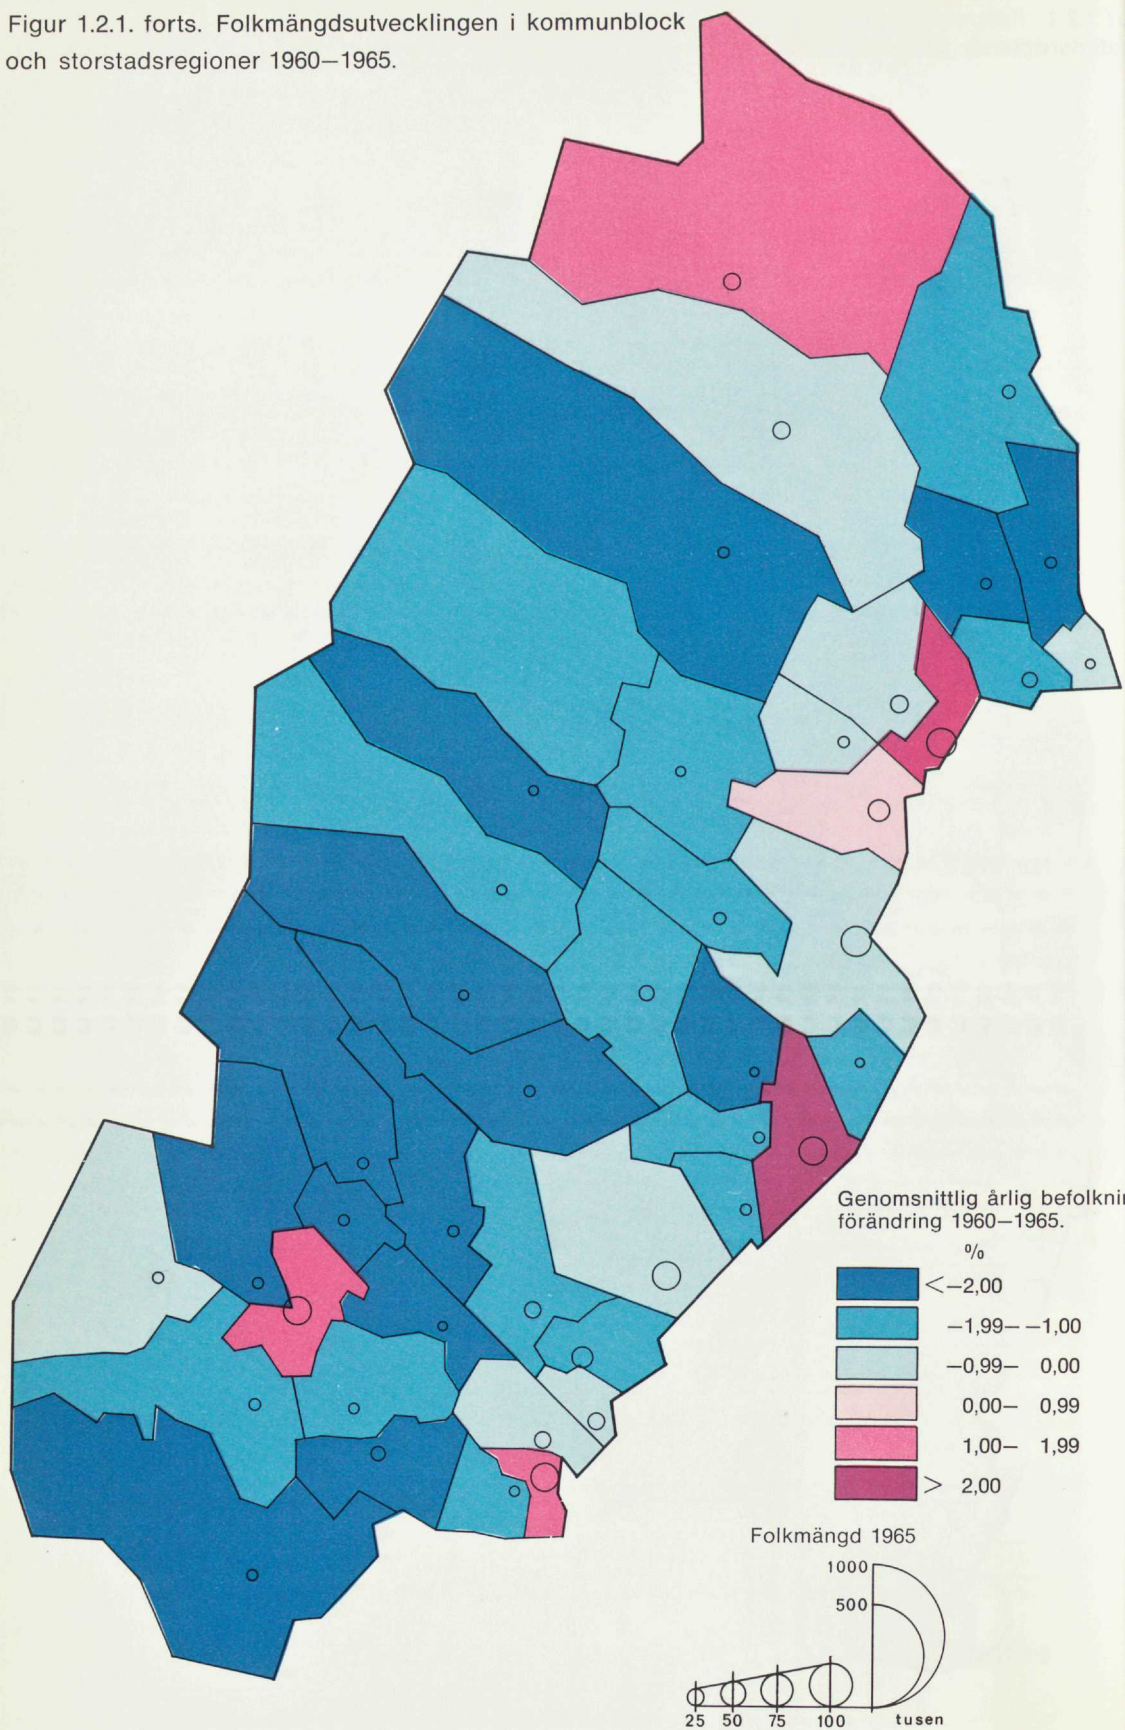 Figur 1.2.1. forts. Folkmängdsutvecklingen i kommunblock
och storstadsregioner 1960—1965.
Genomsnittlig årlig befolknin
förändring 1960—1965.
%
<—2,00
—1,99— —1,00
—0,99— 0,00
0,00— 0,99
1,00— 1,99
> 2,00
Folkmängd 1965
1000
500
25 50 75 100 tusen